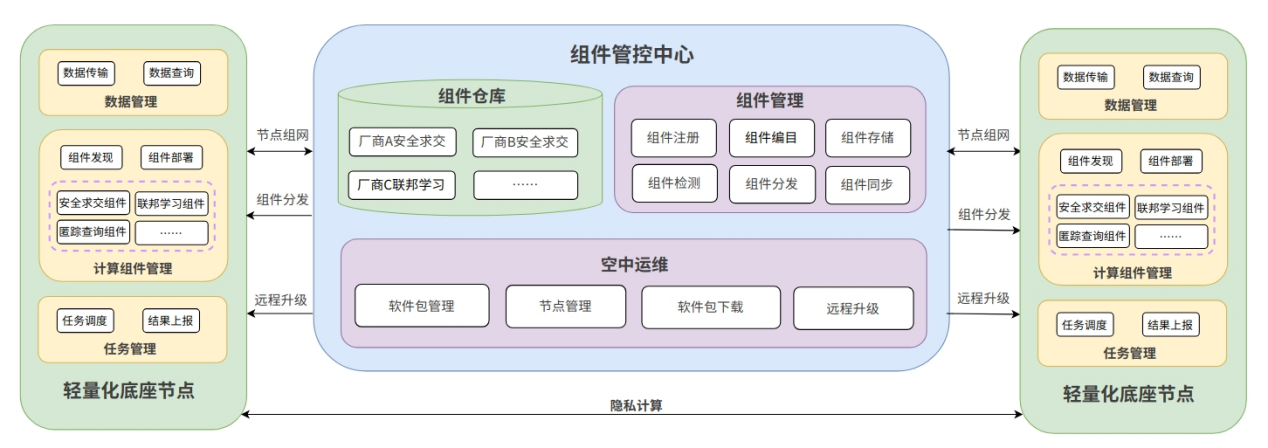 数据传输 数据查询
数据管理
组件发现 组件部署
安全求交组件 联邦学习组件
匿踪查询组件 ……
计算组件管理
任务调度 结果上报
任务管理
轻量化底座节点
节点组网
组件分发
远程升级
组件管控中心
组件仓库
厂商A安全求交 厂商B安全求交
厂商C联邦学习 ……
组件管理
组件注册 组件编目 组件存储
组件检测 组件分发 组件同步
空中运维
软件包管理 节点管理 软件包下载 远程升级
节点组网
组件分发
远程升级
数据传输 数据查询
数据管理
组件发现 组件部署
安全求交组件 联邦学习组件
匿踪查询组件 ……
计算组件管理
任务调度 结果上报
任务管理
轻量化底座节点
隐私计算